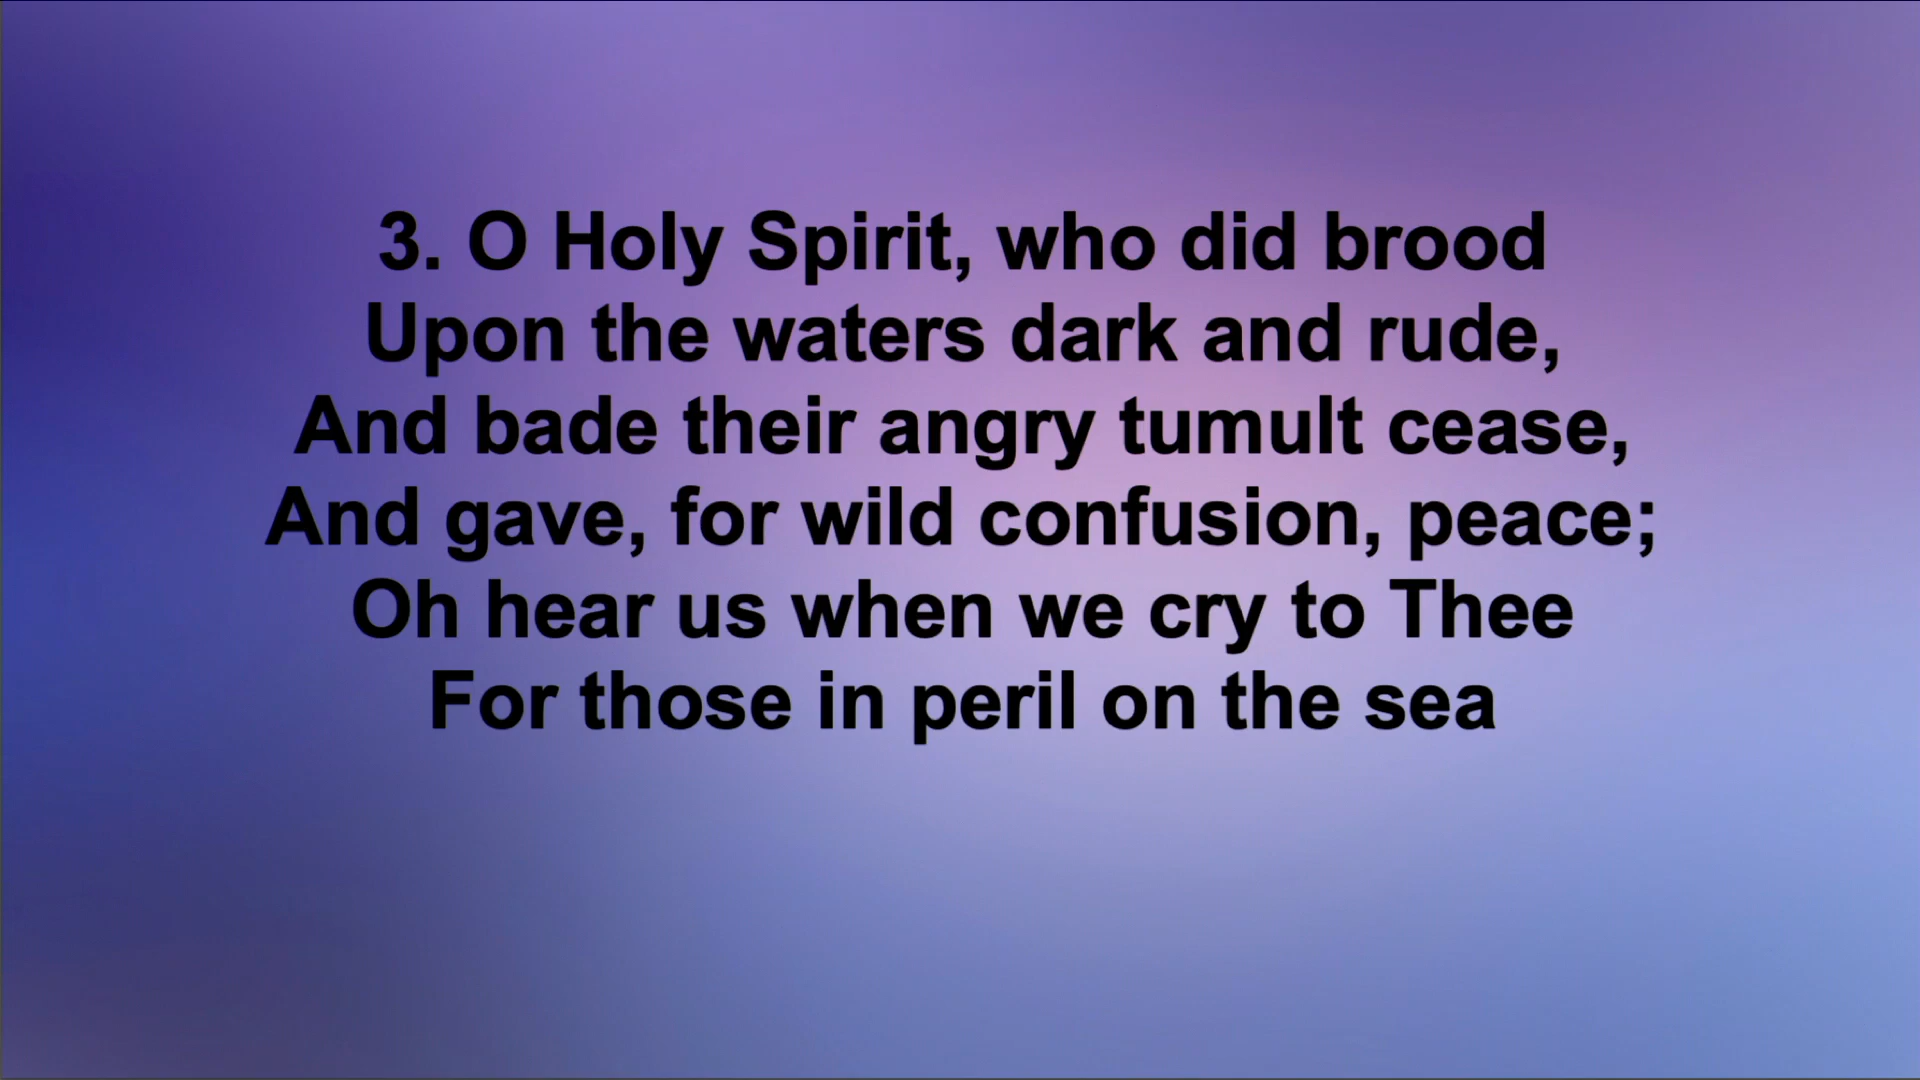 3. O Holy Spirit, who did brood
Upon the waters dark and rude,
And bade their angry tumult cease,
And gave, for wild confusion, peace;
Oh hear us when we cry to Thee
For those in peril on the sea